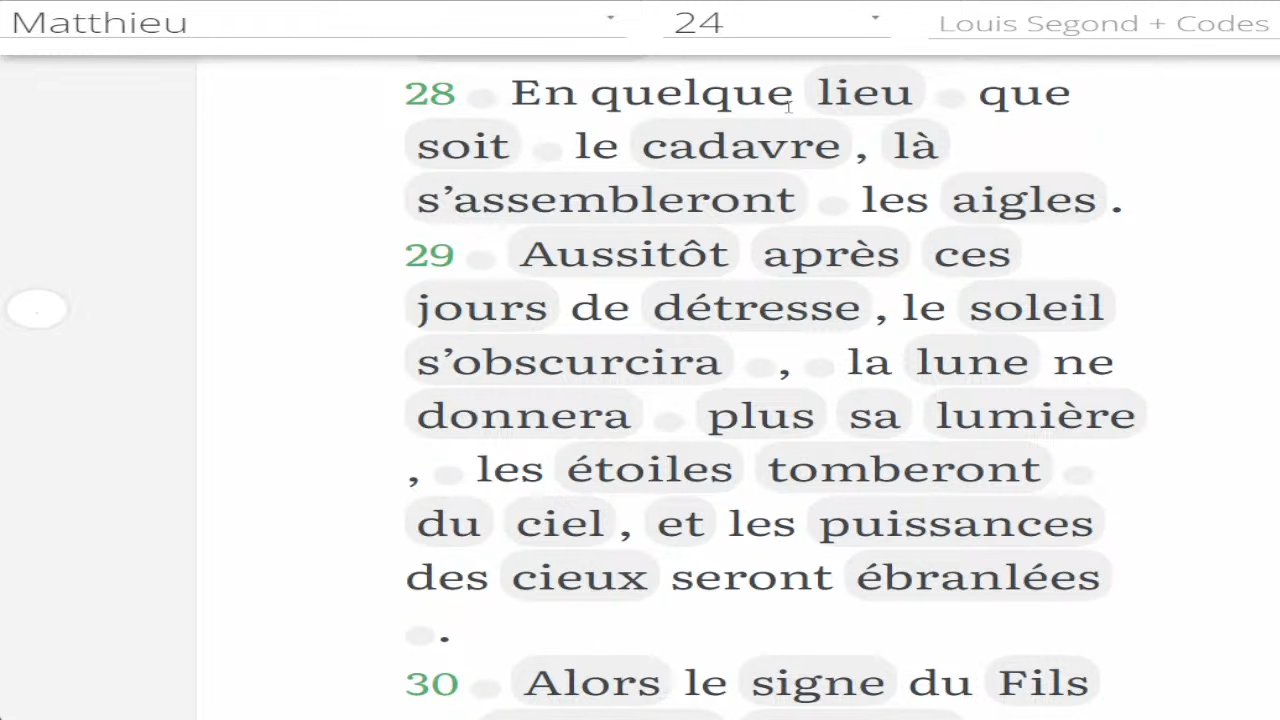 Matthieu 24 Louis Segond + Codes
28 En quelque lieu que
soit le cadavre , là
s’assembleront les aigles .
29 Aussitôt après ces
jours de détresse , le soleil
s’obscurcira , la lune ne
donnera plus sa lumière
, les étoiles tomberont
du ciel , et les puissances
des cieux seront ébranlées
.
30 Alors le signe du Fils